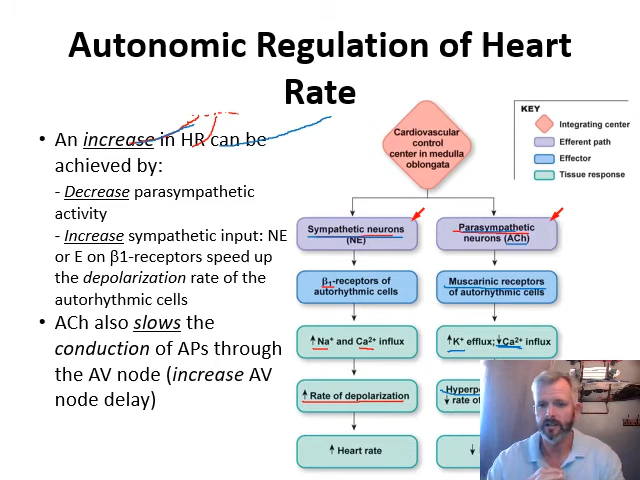 Autonomic Regulation of Heart
Rate
• An increase in HR can be
achieved by:
- Decrease parasympathetic
activity
- Increase sympathetic input: NE
or E on β1-receptors speed up
the depolarization rate of the
autorhythmic cells
• ACh also slows the
conduction of APs through
the AV node (increase AV
node delay)
KEY
Integrating center
Efferent path
Effector
Tissue response
Cardiovascular
control
center in medulla
oblongata
Sympathetic neurons
(NE)
Parasympathetic
neurons (ACh)
β1-receptors of
autorhythmic cells
Muscarinic receptors
of autorhythmic cells
↑ Na+ and Ca2+ influx
↑ K+ efflux; ↓ Ca2+ influx
↑ Rate of depolarization
↓ rate of
↑ Heart rate
↓